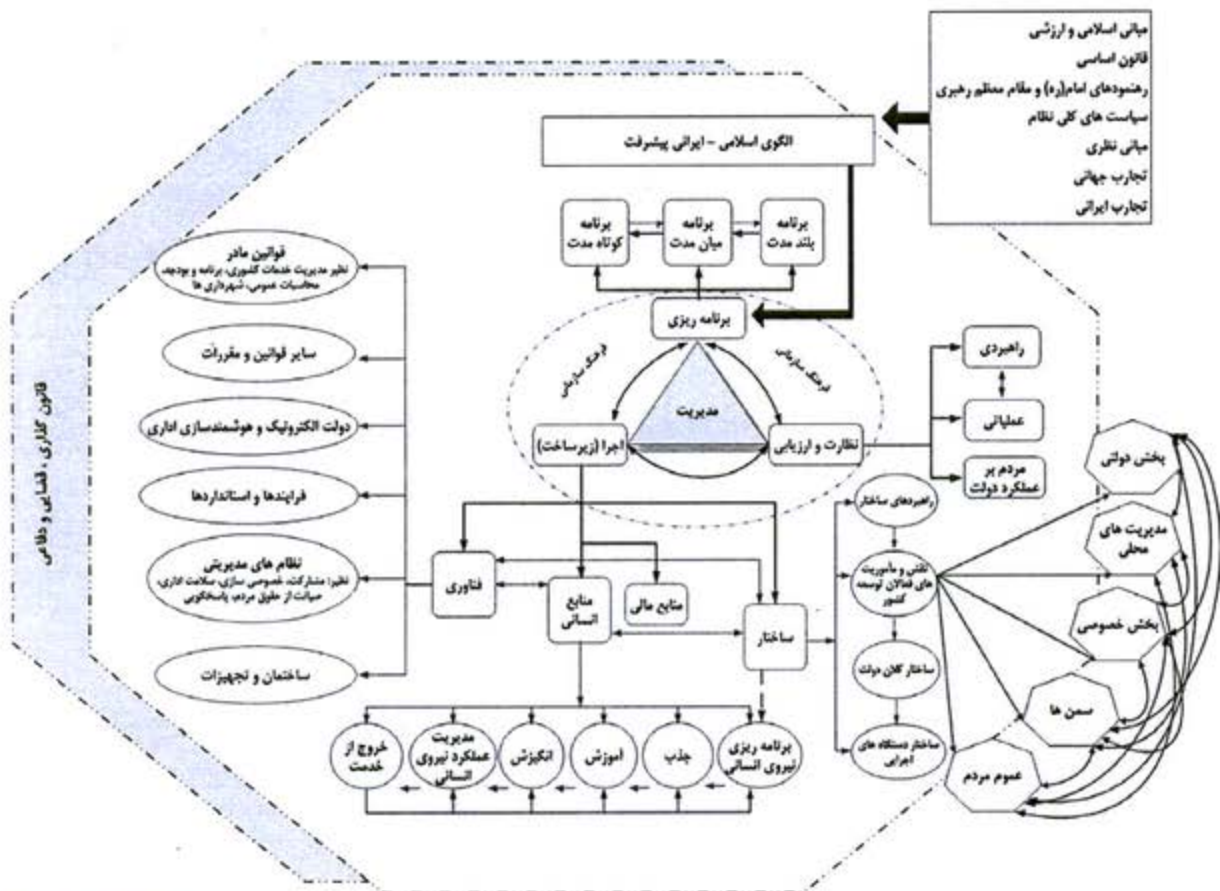 مبانی اسلامی و ارزشی
قانون اساسی
رهنمودهای امام(ره) و مقام معظم رهبری
سیاست های کلی نظام
مبانی نظری
تجارب جهانی
تجارب ایرانی
الگوی اسلامی - ایرانی پیشرفت
برنامه
بلند مدت
برنامه
میان مدت
برنامه
کوتاه مدت
برنامه ریزی
فرهنگ سازمانی
فرهنگ سازمانی
مدیریت
نظارت و ارزیابی
اجرا (زیرساخت)
راهبردی
عملیاتی
مردم بر
عملکرد دولت
بخش دولتی
مدیریت های
محلی
بخش خصوصی
سمن ها
عموم مردم
راهبردهای ساختار
نقش و مأموریت
های فعالان توسعه
کشور
ساختار کلان دولت
ساختار دستگاه های
اجرایی
ساختار
منابع مالی
منابع
انسانی
فناوری
قوانین مادر
نظیر مدیریت خدمات کشوری، برنامه و بودجه،
محاسبات عمومی، شهرداری ها
سایر قوانین و مقررات
دولت الکترونیک و هوشمندسازی اداری
فرایندها و استانداردها
نظام های مدیریتی
نظیر: مشارکت، خصوصی سازی، سلامت اداری،
صیانت از حقوق مردم، پاسخگویی
ساختمان و تجهیزات
برنامه ریزی
نیروی انسانی
جذب
آموزش
انگیزش
مدیریت
عملکرد نیروی
انسانی
خروج از
خدمت
قانون گذاری ، قضایی و دفاعی